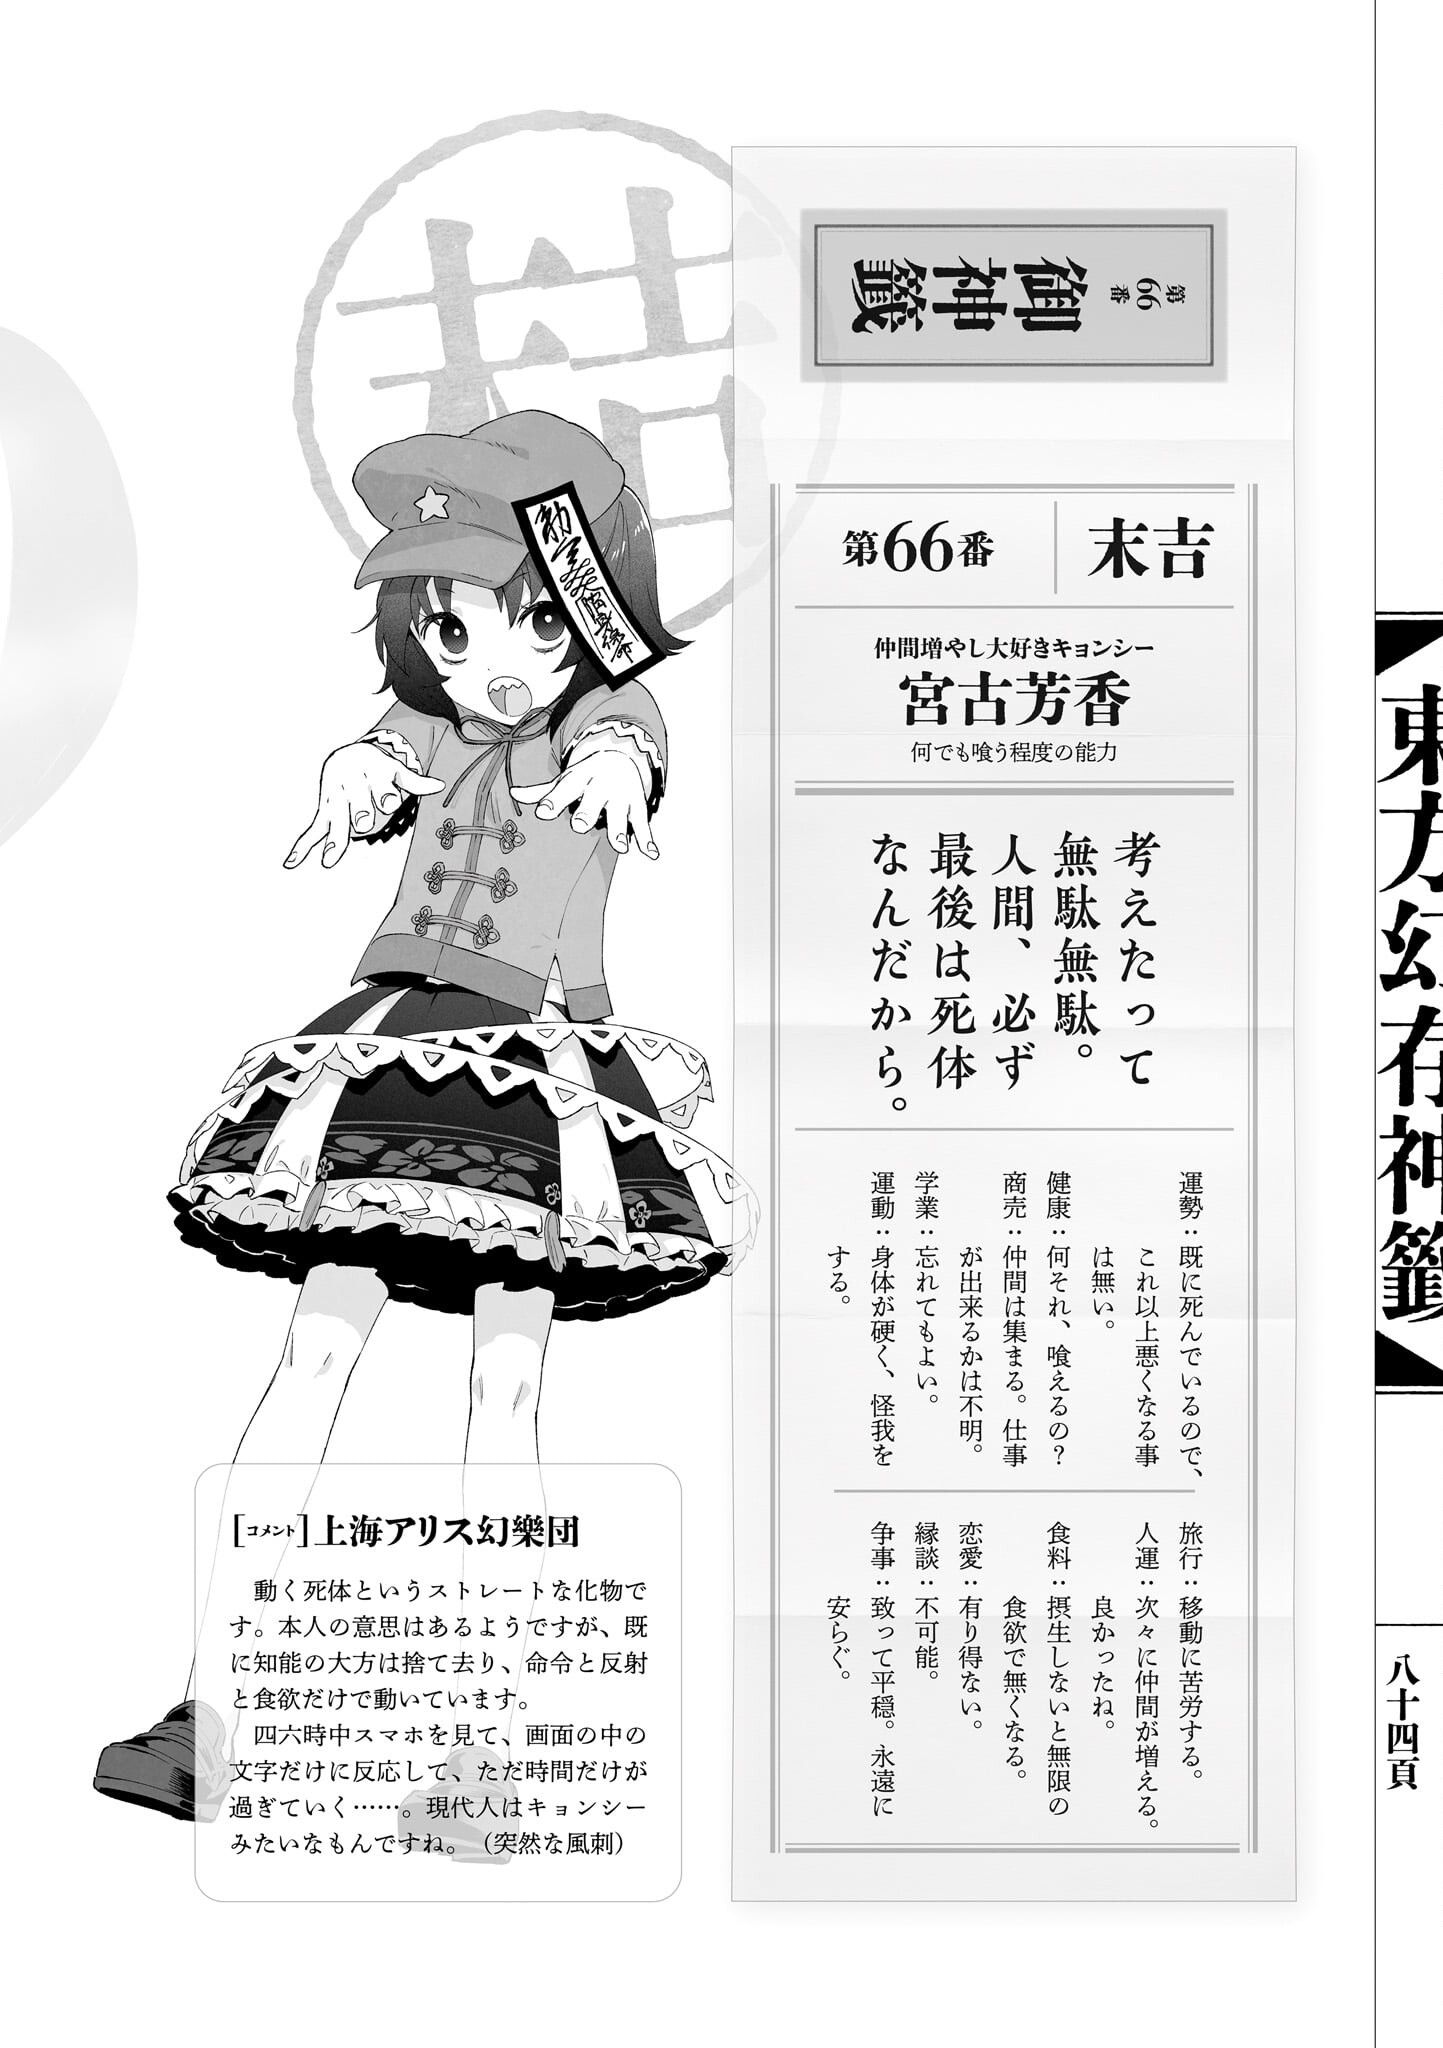 御神籤
第66番
末吉
第66番
仲間増やし大好きキョンシー
宮古芳香
何でも喰う程度の能力
考えたって
無駄無駄。
人間、必ず
最後は死体
なんだから。
運勢：既に死んでいるので、
これ以上悪くなる事
は無い。
健康：何それ、喰えるの？
商売：仲間は集まる。仕事
が出来るかは不明。
学業：忘れてもよい。
運動：身体が硬く、怪我を
する。
旅行：移動に苦労する。
人運：次々に仲間が増える。
良かったね。
食料：摂生しないと無限の
食欲で無くなる。
恋愛：有り得ない。
縁談：不可能。
争事：致って平穏。永遠に
安らぐ。
吉
［コメント］上海アリス幻樂団
動く死体というストレートな化物で
す。本人の意思はあるようですが、既
に知能の大方は捨て去り、命令と反射
と食欲だけで動いています。
四六時中スマホを見て、画面の中の
文字だけに反応して、ただ時間だけが
過ぎていく……。現代人はキョンシー
みたいなもんですね。（突然な風刺）
東方幻存神籤
八十四頁